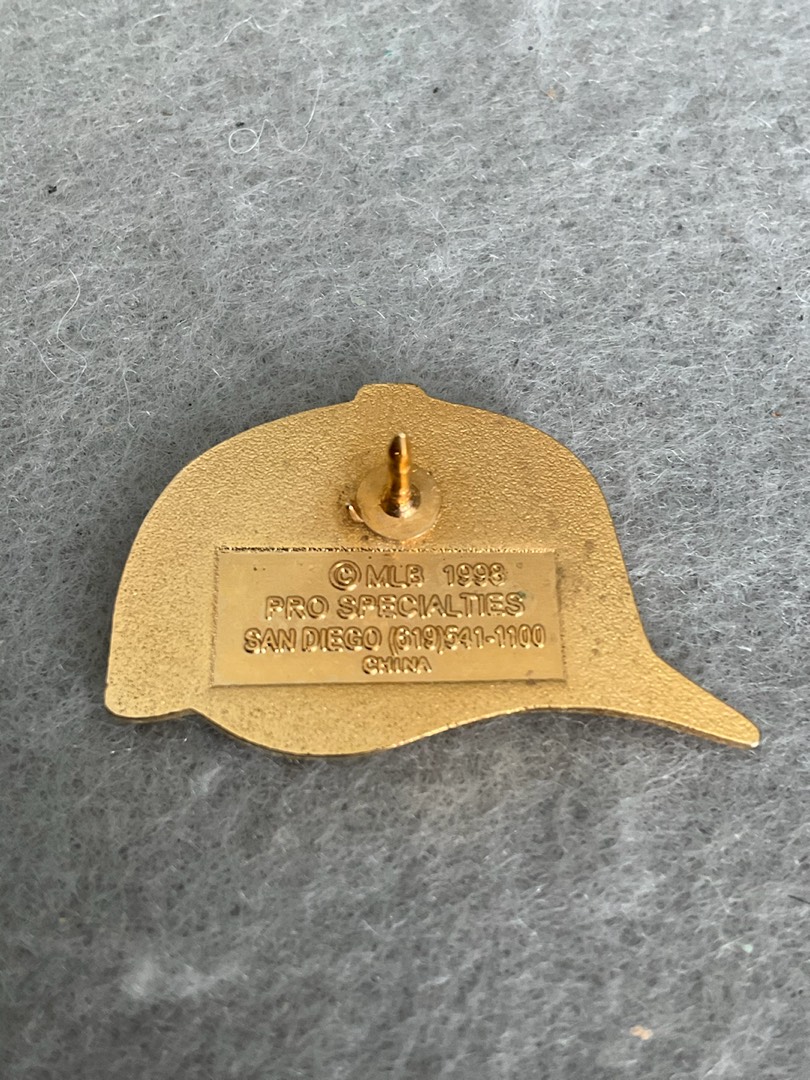 © MLB 1998
PRO SPECIALTIES
SAN DIEGO (619)541-1100
CHINA